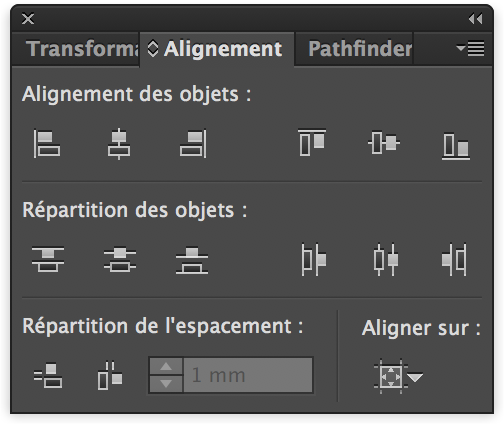 Transforma Alignement Pathfinder
Alignement des objets :
Répartition des objets :
Répartition de l'espacement : Aligner sur :
1 mm